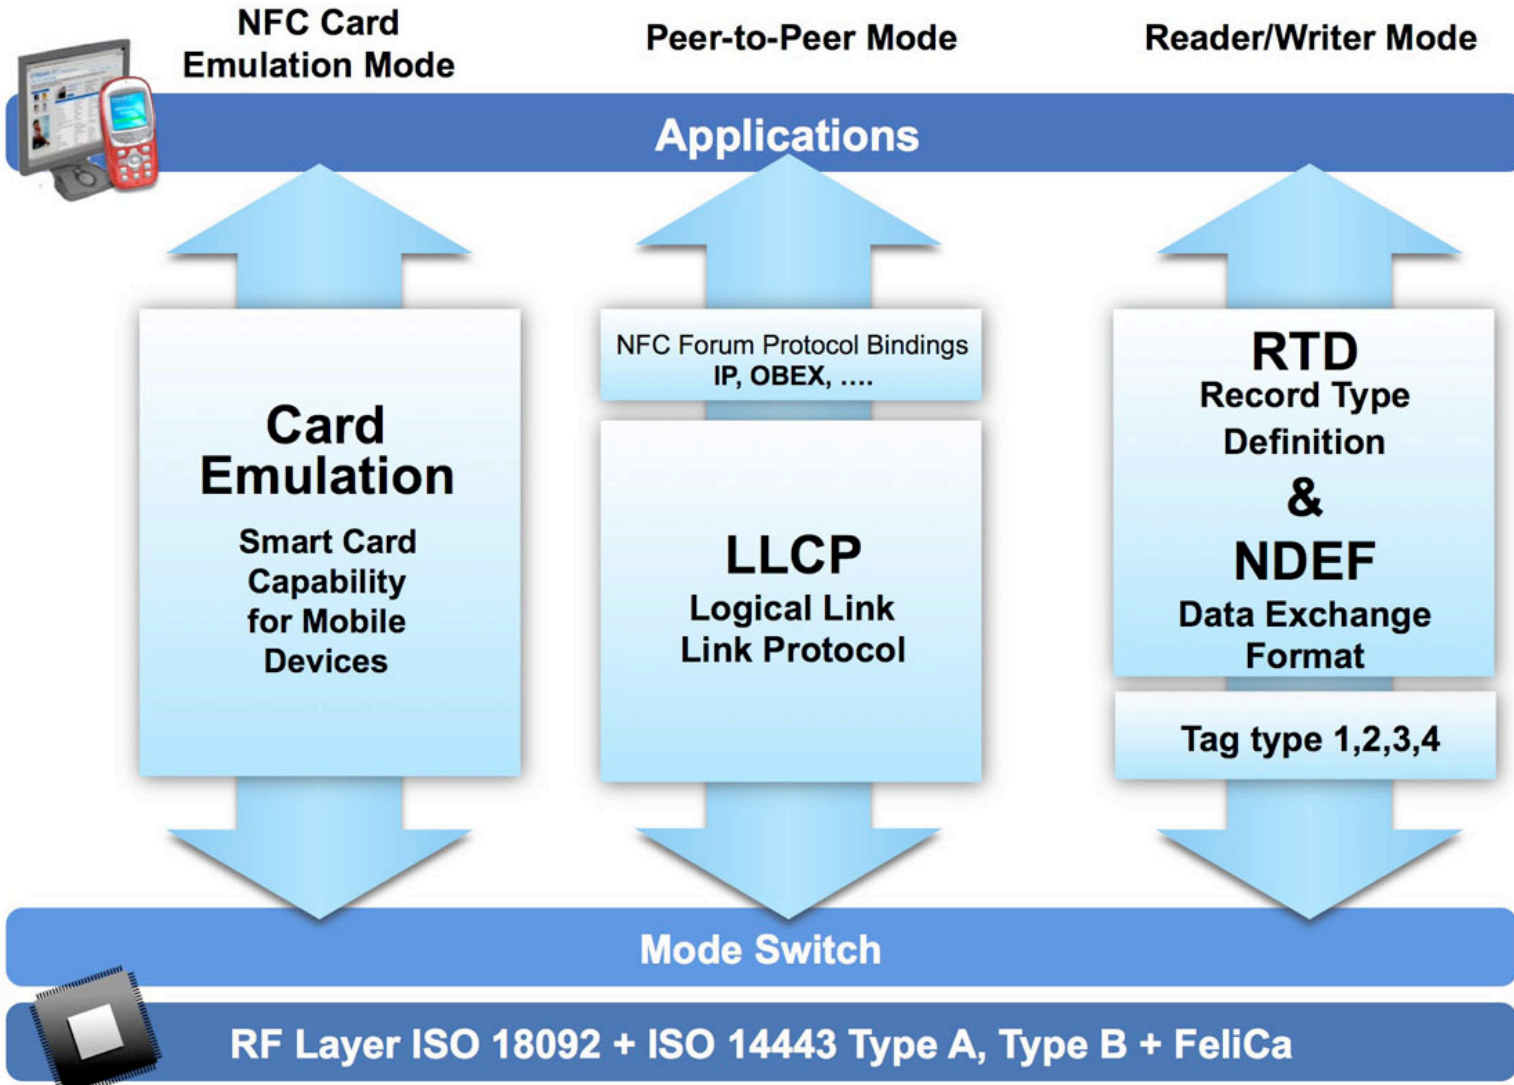 NFC Card
Emulation Mode
Peer-to-Peer Mode
Reader/Writer Mode
Applications
Card
Emulation
Smart Card
Capability
for Mobile
Devices
NFC Forum Protocol Bindings
IP, OBEX, ....
LLCP
Logical Link
Link Protocol
RTD
Record Type
Definition
&
NDEF
Data Exchange
Format
Tag type 1,2,3,4
Mode Switch
RF Layer ISO 18092 + ISO 14443 Type A, Type B + FeliCa